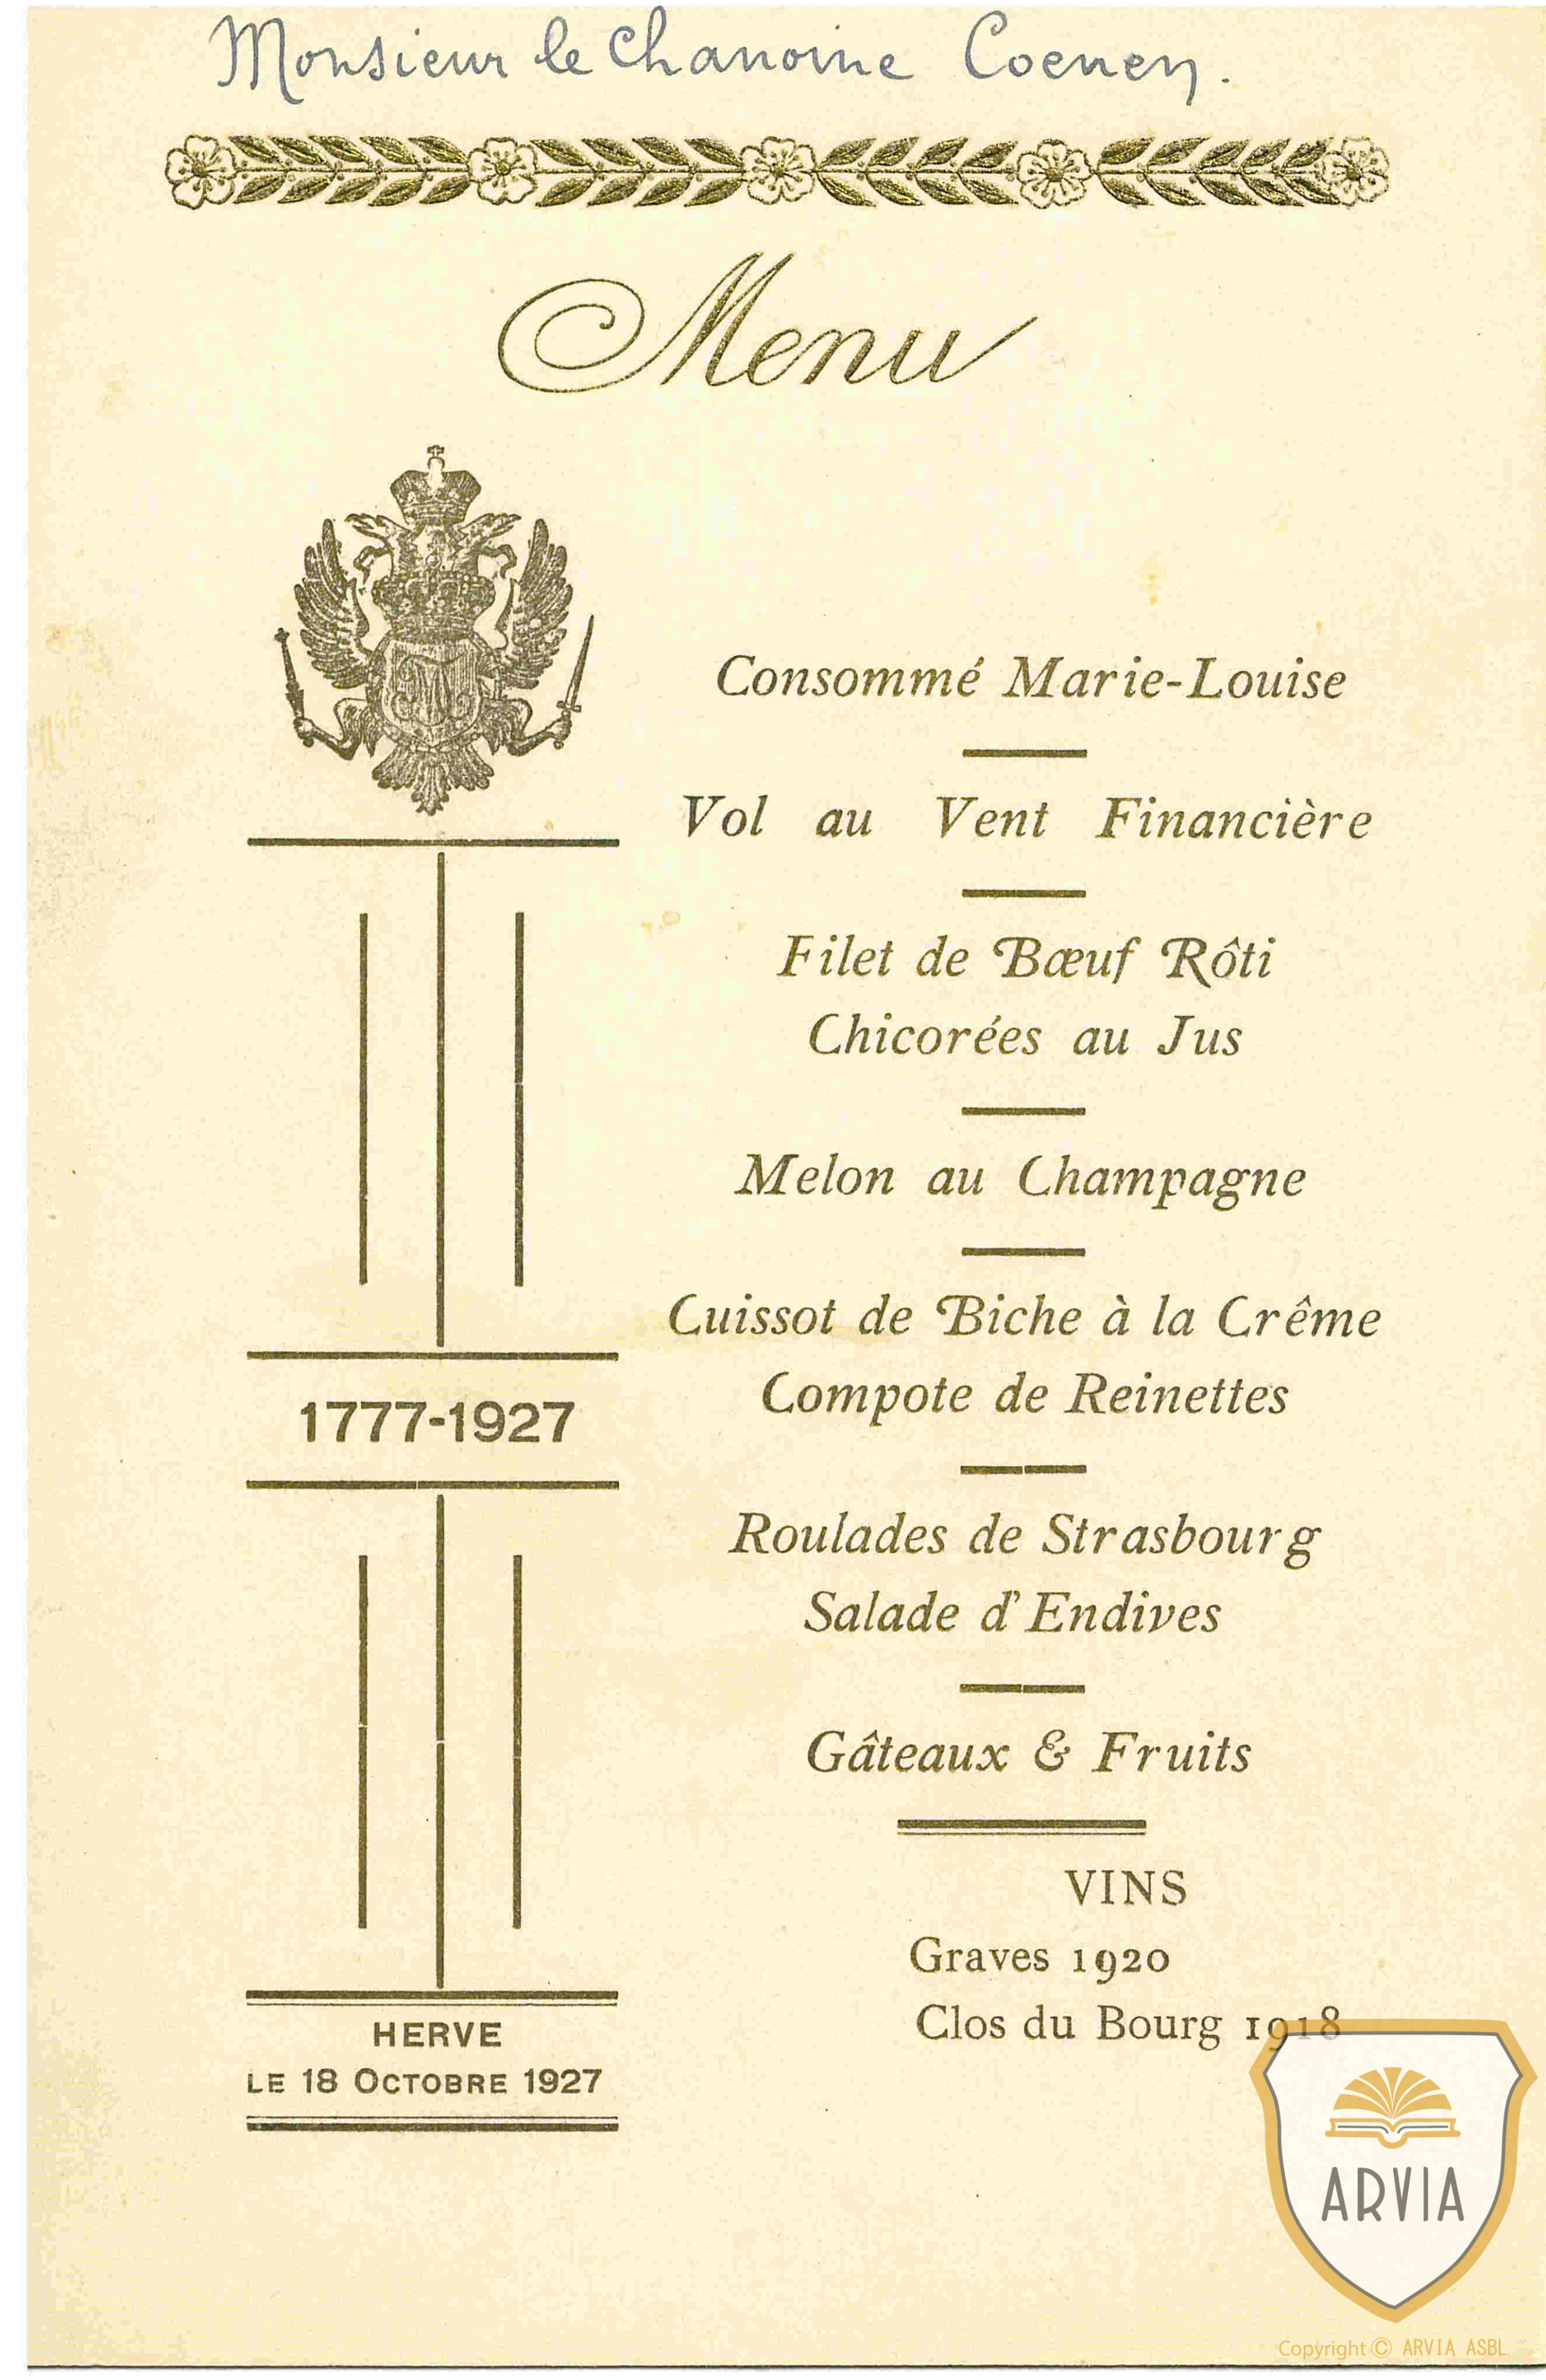 Monsieur le Chanoine Coenen.
Menu
Consommé Marie-Louise
Vol au Vent Financière
Filet de Bœuf Rôti
Chicorées au Jus
Melon au Champagne
Cuissot de Biche à la Crême
Compote de Reinettes
Roulades de Strasbourg
Salade d'Endives
Gâteaux & Fruits
VINS
Graves 1920
Clos du Bourg 1918
1777-1927
HERVE
LE 18 OCTOBRE 1927
ARVIA
Copyright © ARVIA ASBL